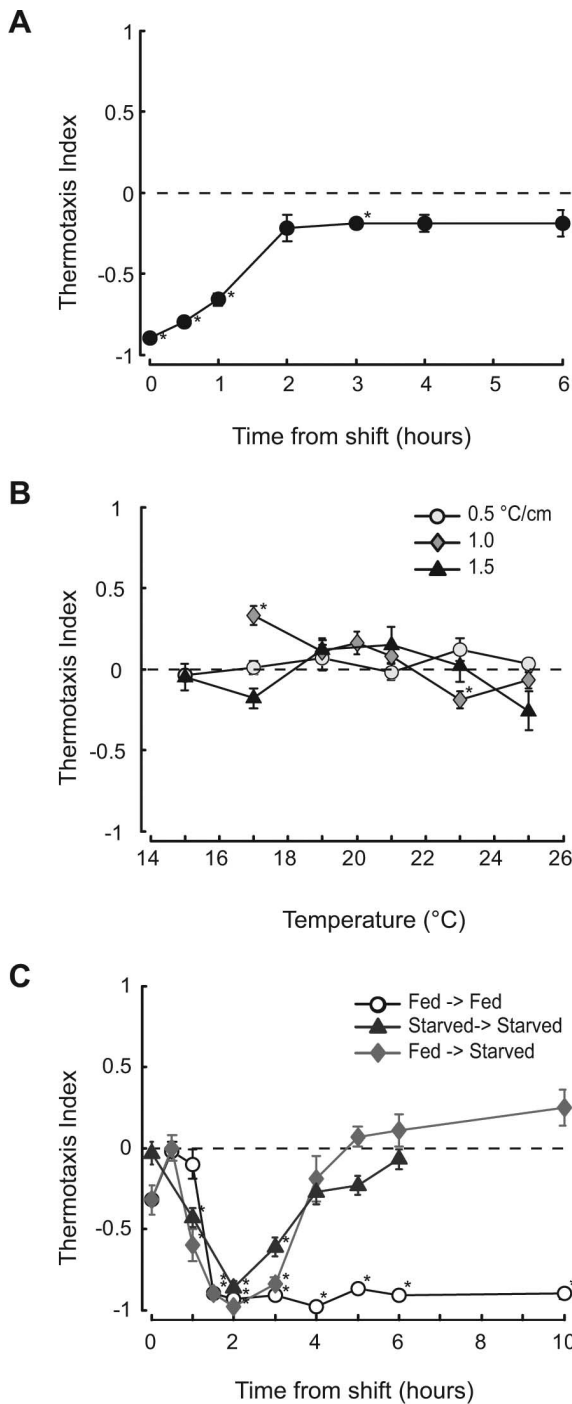 A
1
0.5
0
-0.5
-1
Thermotaxis Index
* * * *
0 1 2 3 4 5 6
Time from shift (hours)
B
1
0.5
0
-0.5
-1
Thermotaxis Index
0.5 °C/cm
1.0
1.5
* *
14 16 18 20 22 24 26
Temperature (°C)
C
1
0.5
0
-0.5
-1
Thermotaxis Index
Fed -> Fed
Starved-> Starved
Fed -> Starved
0 2 4 6 8 10
Time from shift (hours)